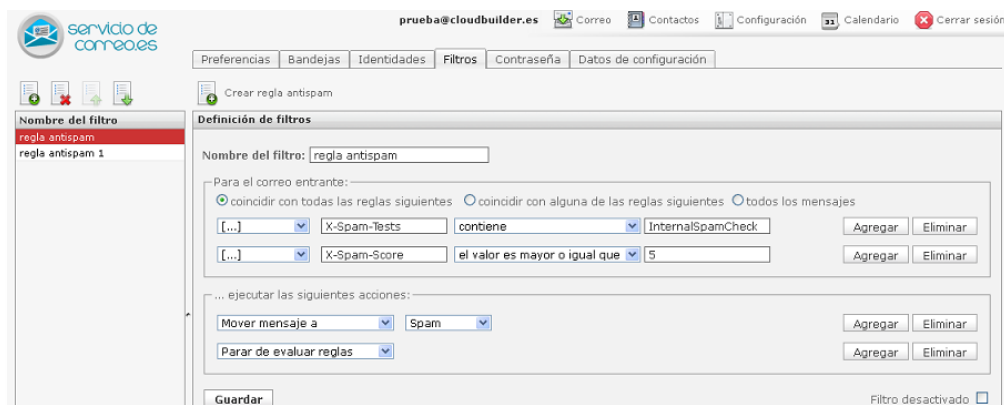 servicio de
correo.es
prueba@cloudbuilder.es Correo Contactos Configuración 31 Calendario Cerrar sesión
Preferencias Bandejas Identidades Filtros Contraseña Datos de configuración
Crear regla antispam
Nombre del filtro
regla antispam
regla antispam 1
Definición de filtros
Nombre del filtro: regla antispam
Para el correo entrante:
coincidir con todas las reglas siguientes coincidir con alguna de las reglas siguientes todos los mensajes
[...] X-Spam-Tests contiene InternalSpamCheck Agregar Eliminar
[...] X-Spam-Score el valor es mayor o igual que 5 Agregar Eliminar
... ejecutar las siguientes acciones:
Mover mensaje a Spam Agregar Eliminar
Parar de evaluar reglas Agregar Eliminar
Guardar Filtro desactivado